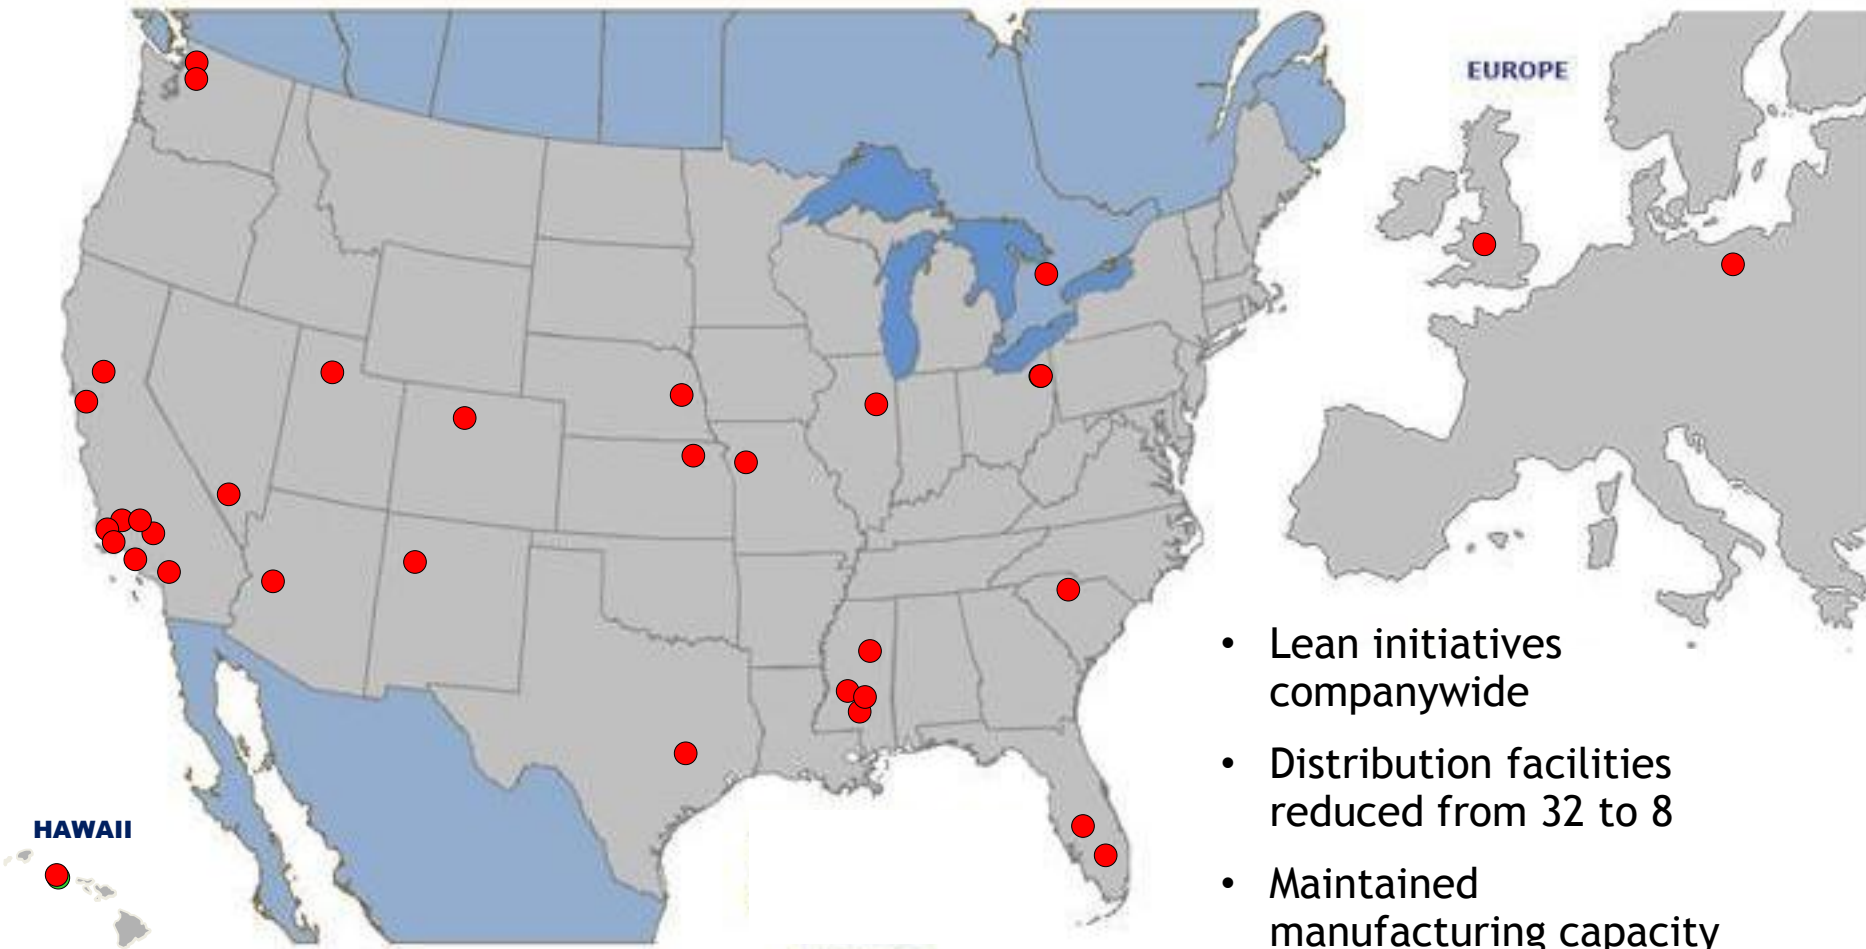 EUROPE
• Lean initiatives
companywide
• Distribution facilities
reduced from 32 to 8
HAWAII
• Maintained
manufacturing capacity